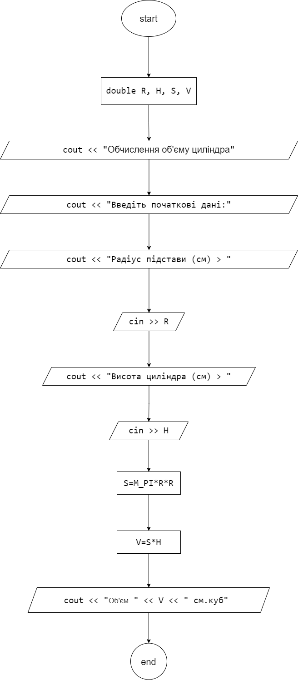 start
double R, H, S, V
cout << "Обчислення об'єму циліндра"
cout << "Введіть початкові дані:"
cout << "Радіус підстави (см) > "
cin >> R
cout << "Висота циліндра (см) > "
cin >> H
S=M_PI*R*R
V=S*H
cout << "Об'єм " << V << " см.куб"
end